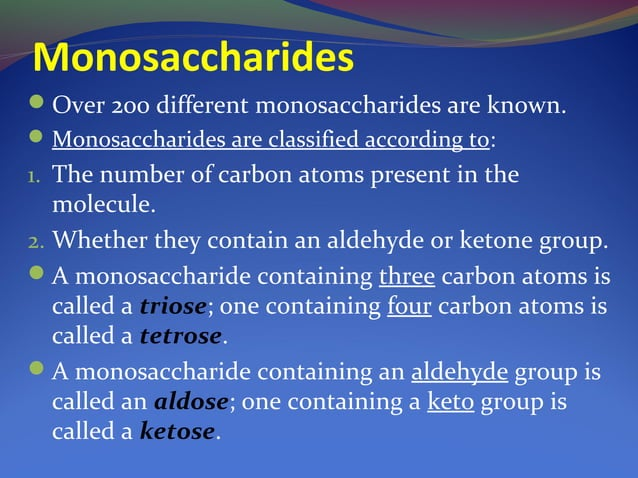 Monosaccharides
Over 200 different monosaccharides are known.
Monosaccharides are classified according to:
1. The number of carbon atoms present in the
molecule.
2. Whether they contain an aldehyde or ketone group.
A monosaccharide containing three carbon atoms is
called a triose; one containing four carbon atoms is
called a tetrose.
A monosaccharide containing an aldehyde group is
called an aldose; one containing a keto group is
called a ketose.